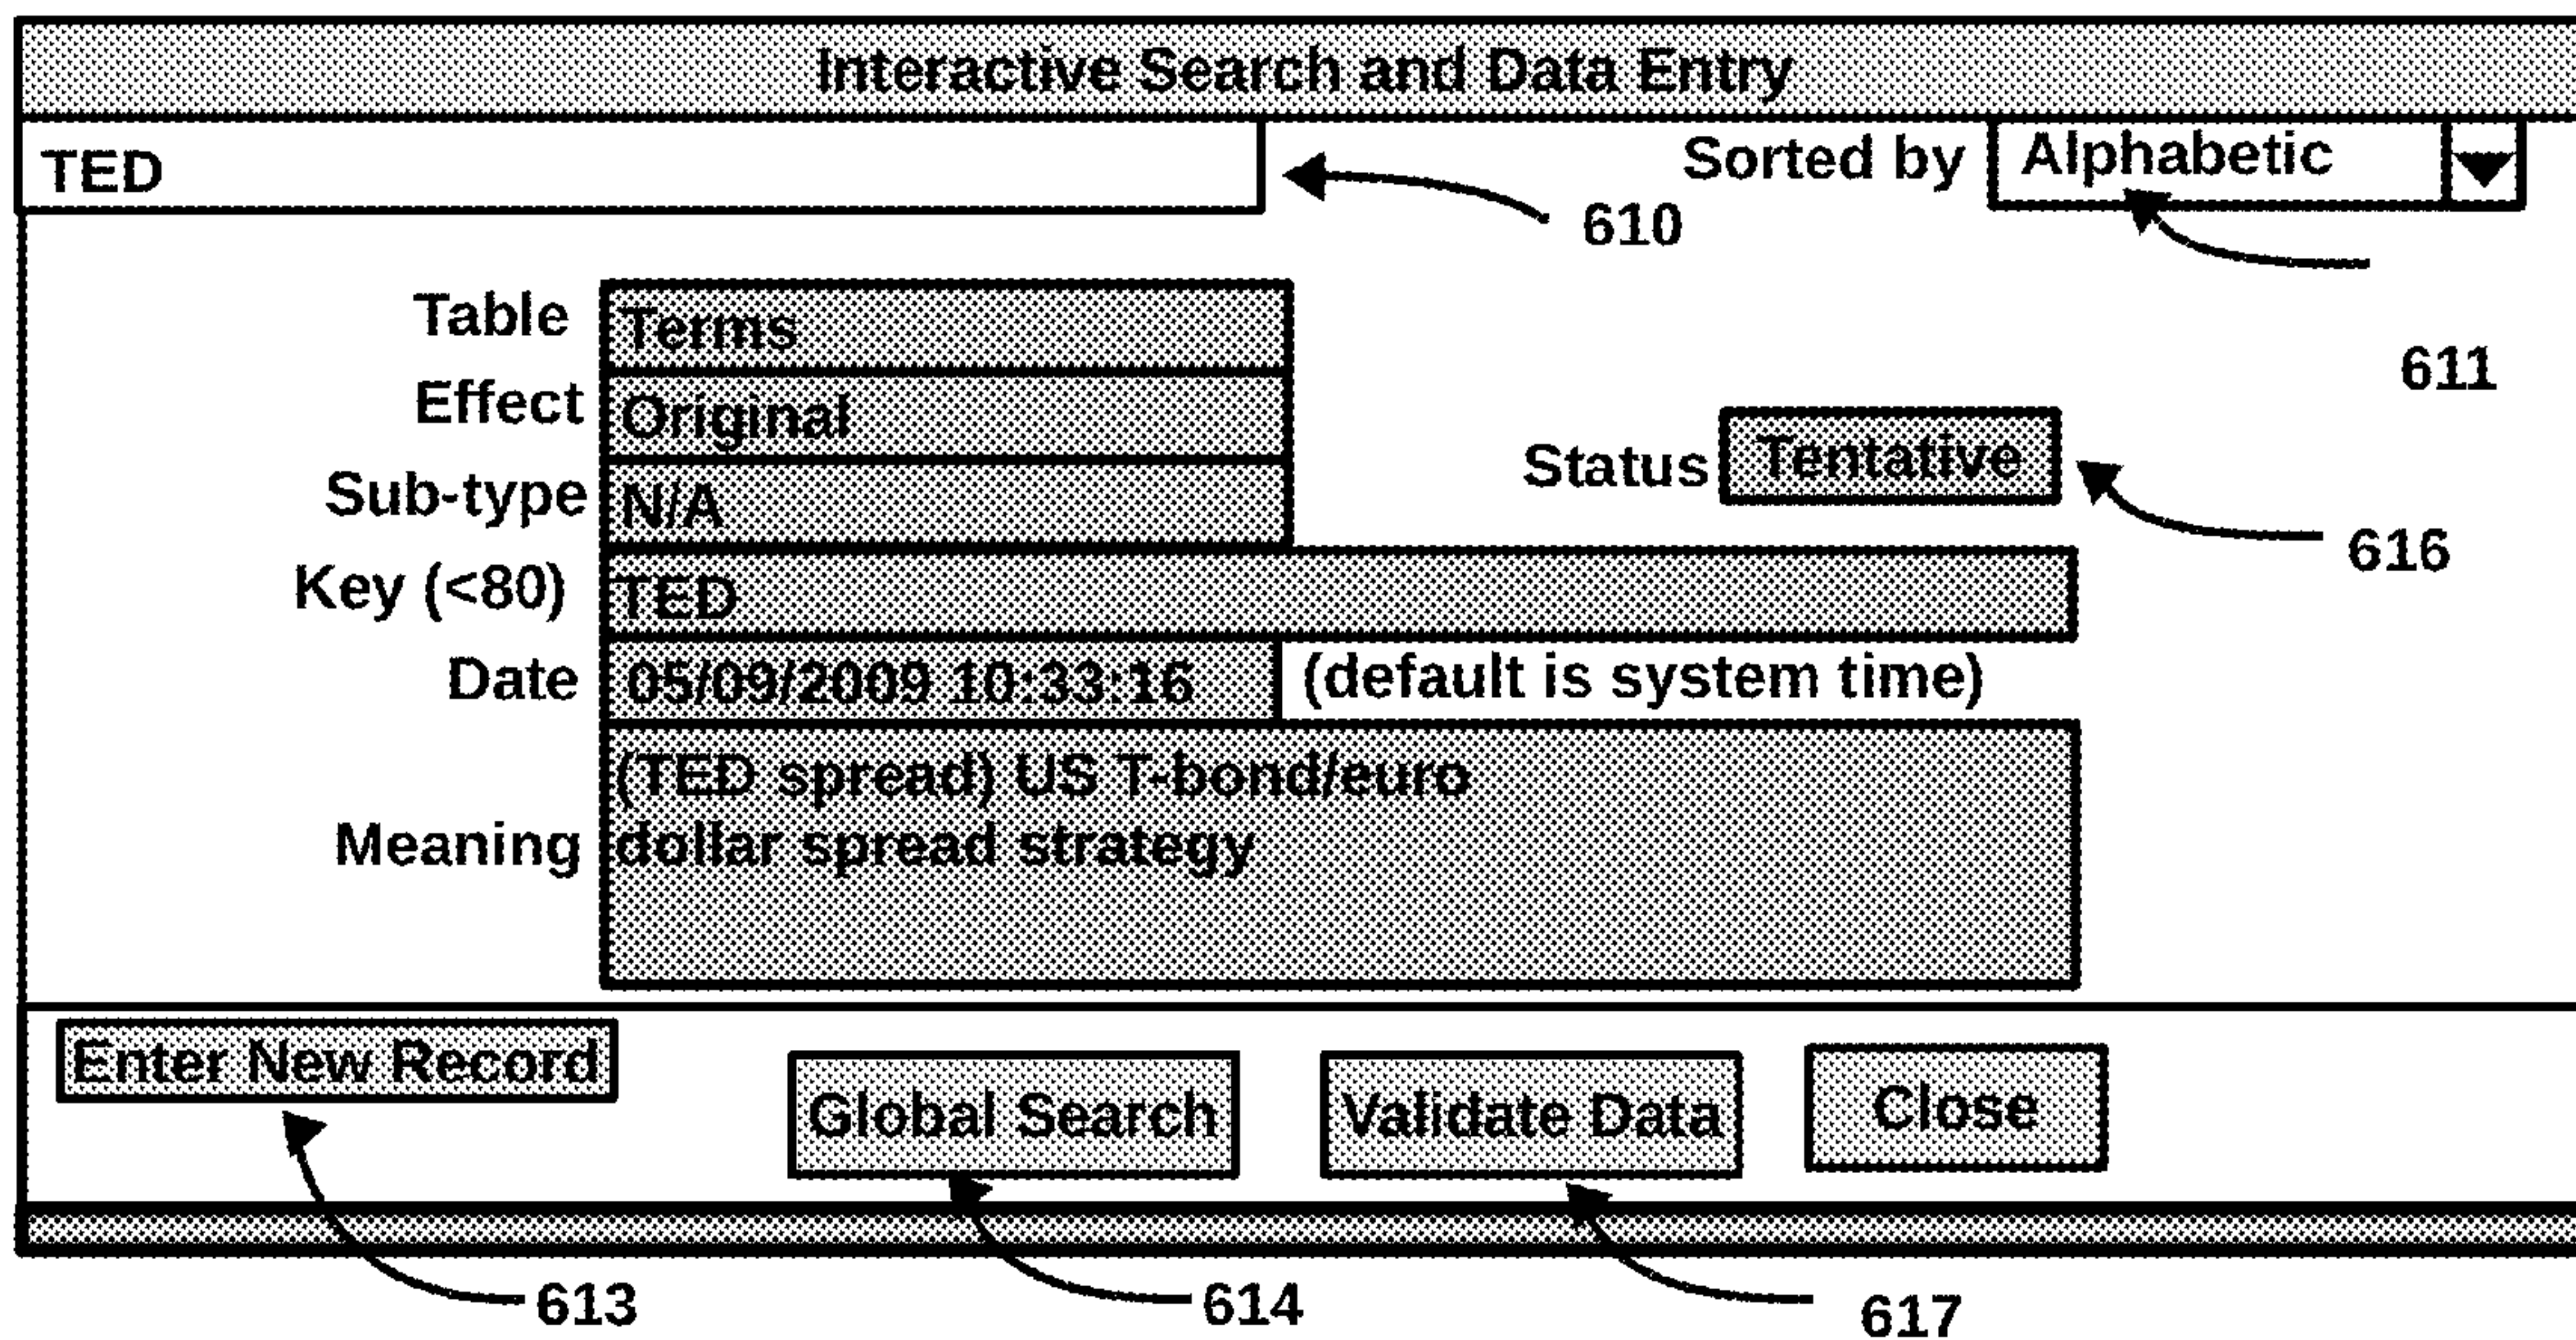 Interactive Search and Data Entry
TED
Sorted by Alphabetic
610
611
Table Terms
Effect Original
Sub-type N/A
Status Tentative
616
Key (<80) TED
Date 05/09/2009 10:33:16 (default is system time)
Meaning (TED spread) US T-bond/euro
dollar spread strategy
Enter New Record
Global Search
Validate Data
Close
613
614
617